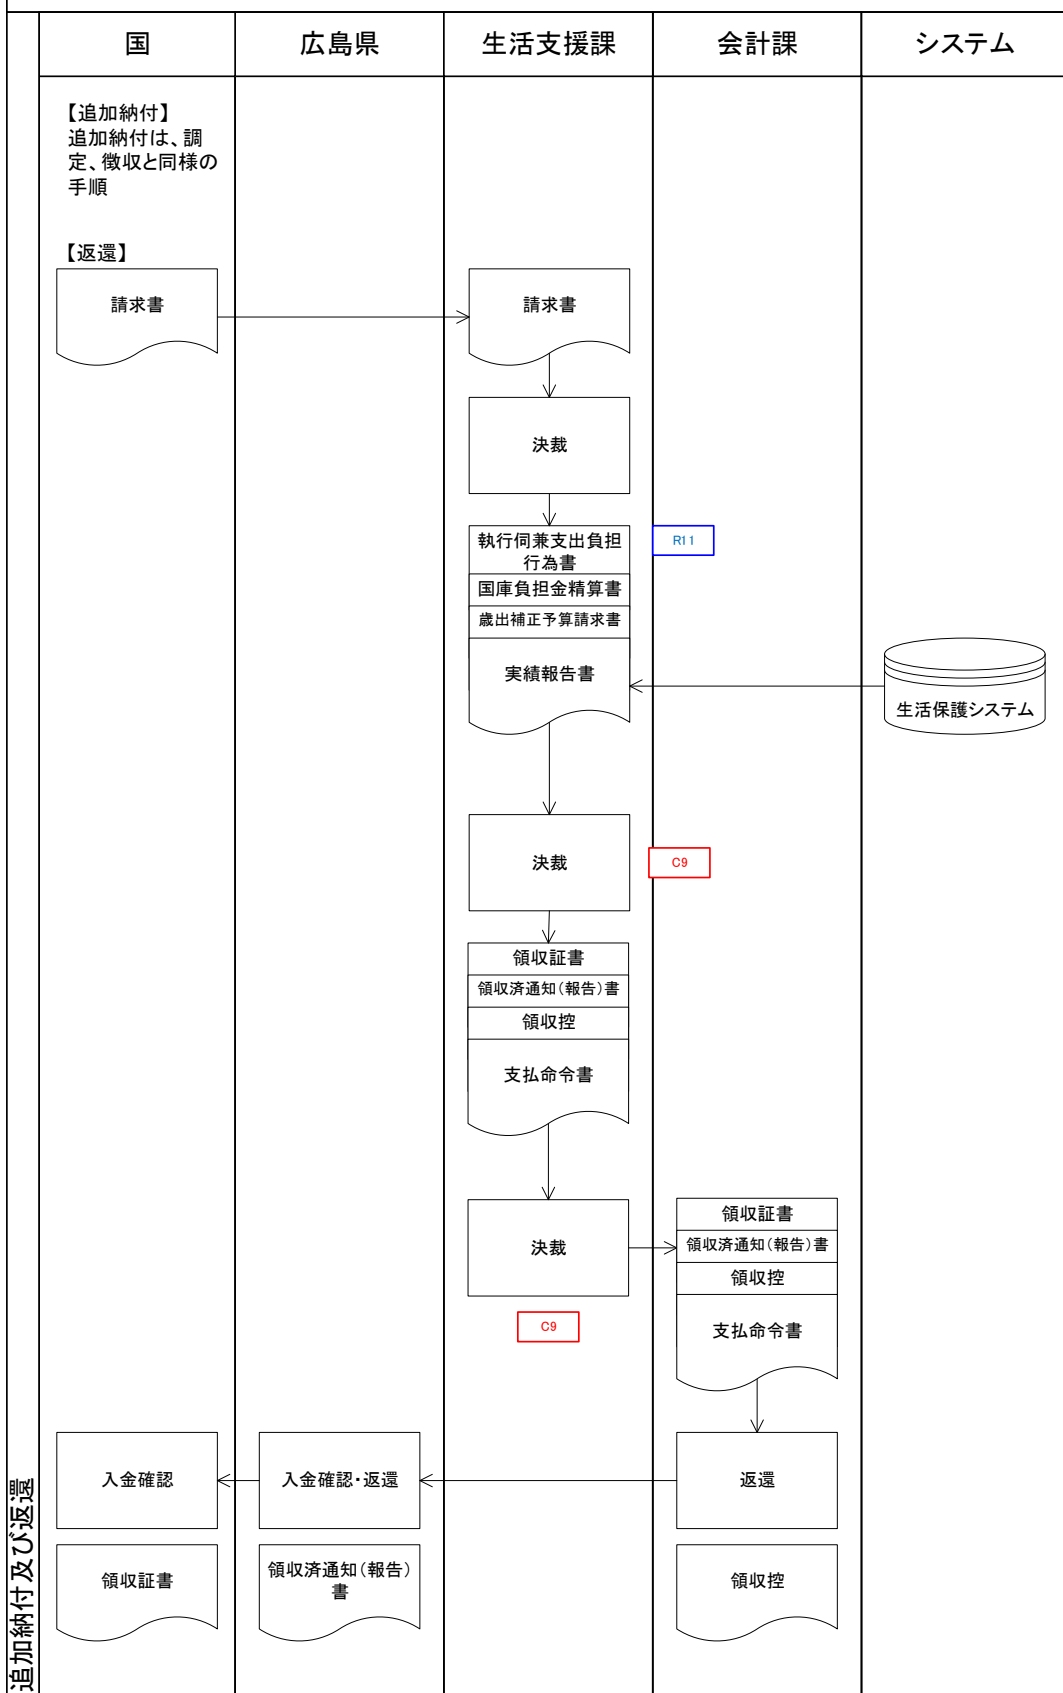 国
広島県
生活支援課
会計課
システム
【追加納付】
追加納付は、調
定、徴収と同様の
手順
【返還】
請求書
請求書
決裁
執行伺兼支出負担
行為書
R11
国庫負担金精算書
歳出補正予算請求書
実績報告書
生活保護システム
決裁
C9
領収証書
領収済通知(報告)書
領収控
支払命令書
決裁
C9
領収証書
領収済通知(報告)書
領収控
支払命令書
入金確認
入金確認・返還
返還
領収証書
領収済通知(報告)
書
領収控
追加納付及び返還